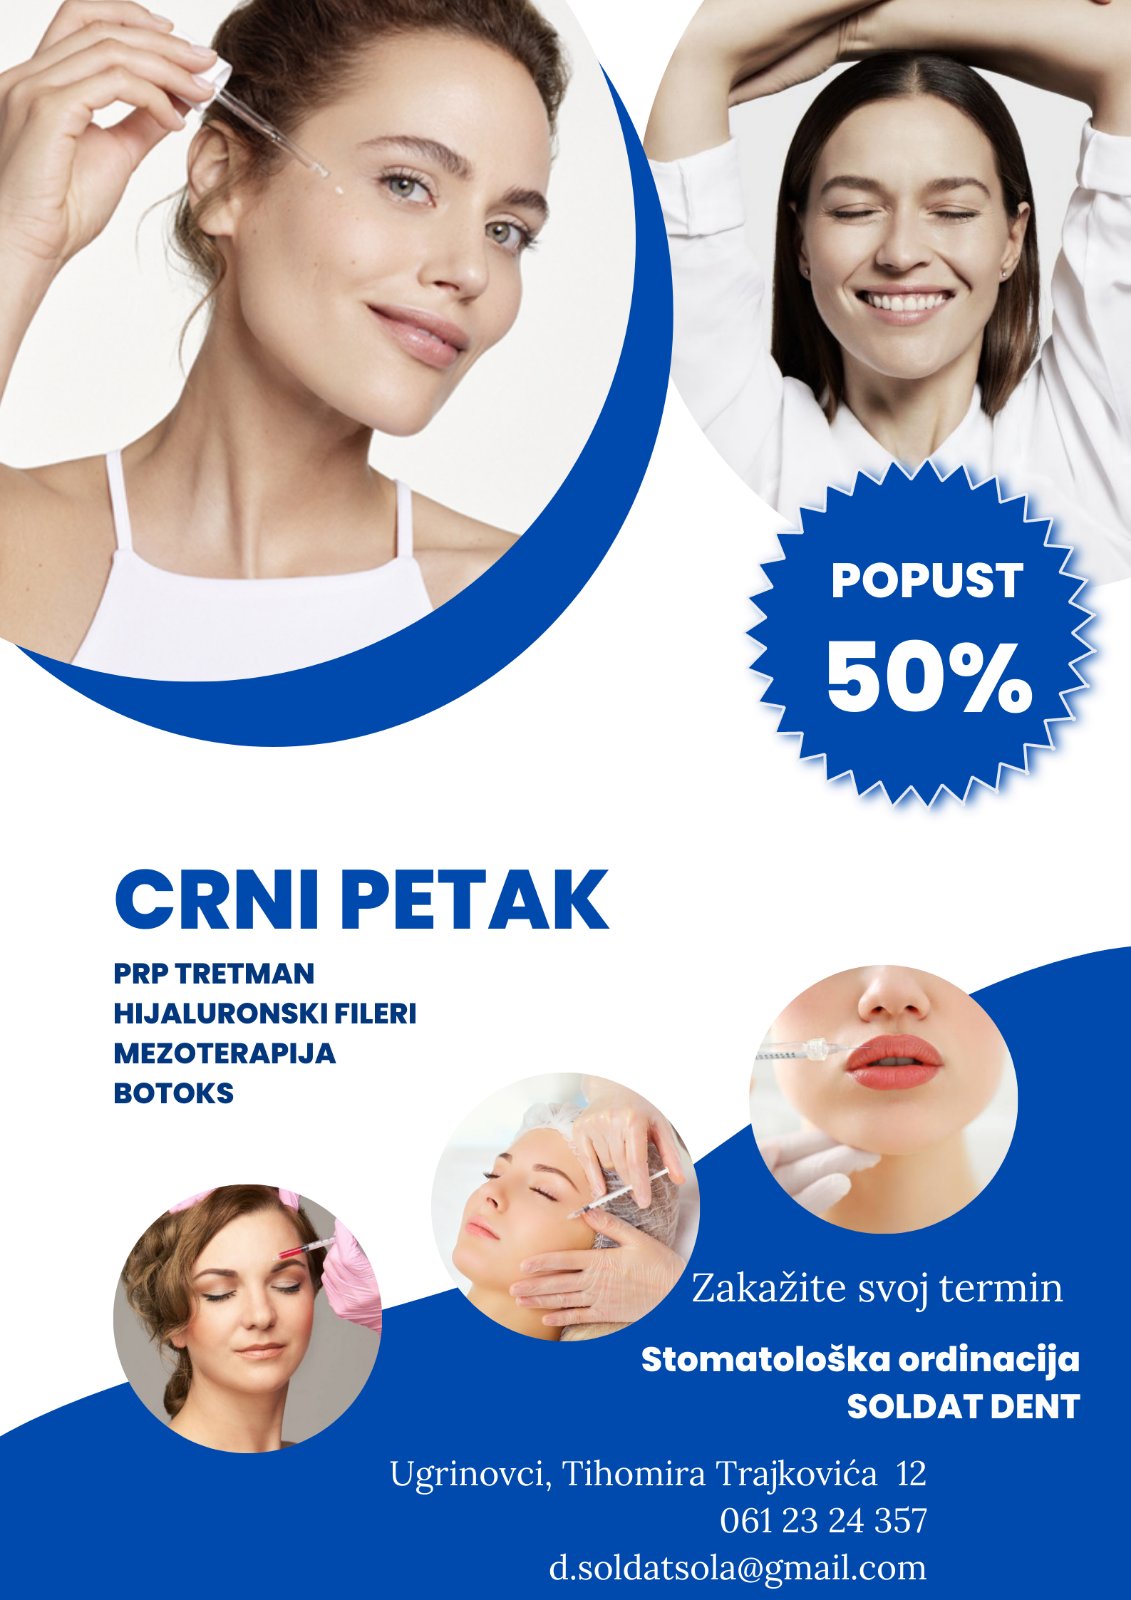 POPUST
50%
CRNI PETAK
PRP TRETMAN
HIJALURONSKI FILERI
MEZOTERAPIJA
BOTOKS
Zakažite svoj termin
Stomatološka ordinacija
SOLDAT DENT
Ugrinovci, Tihomira Trajkovića 12
061 23 24 357
d.soldatsola@gmail.com